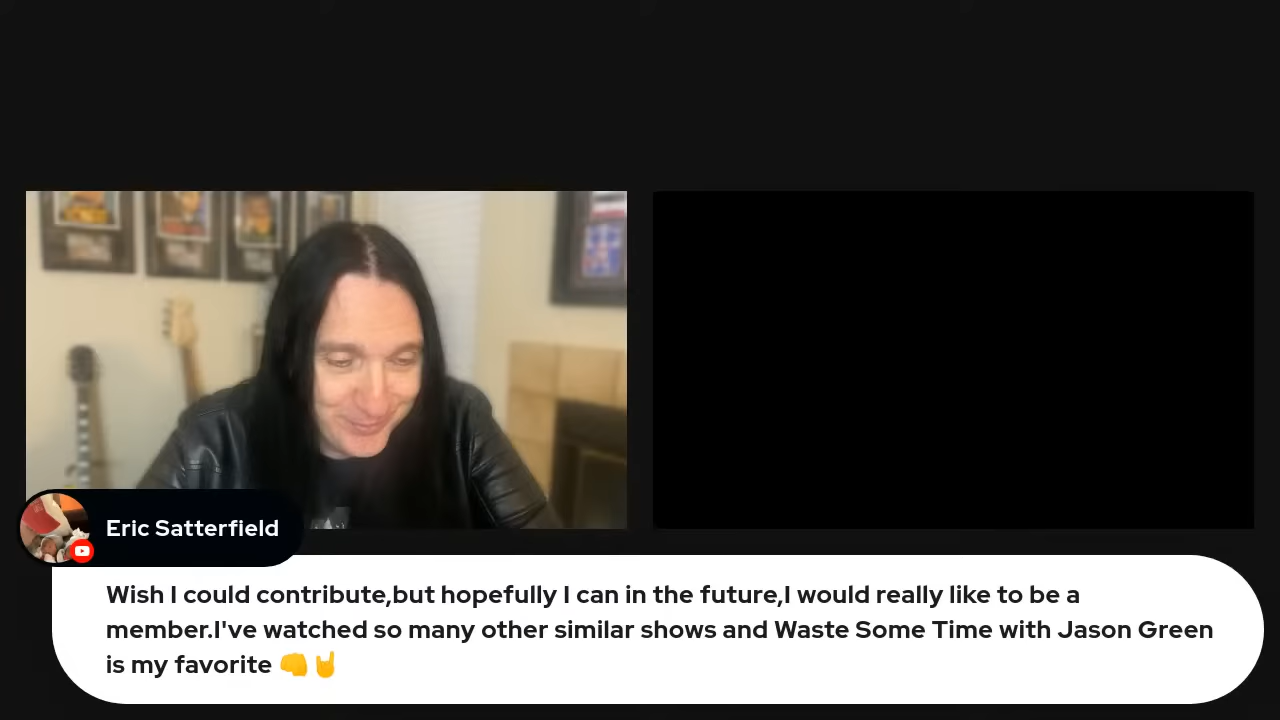 Eric Satterfield
Wish I could contribute,but hopefully I can in the future,I would really like to be a
member.I've watched so many other similar shows and Waste Some Time with Jason Green
is my favorite 👊🤘